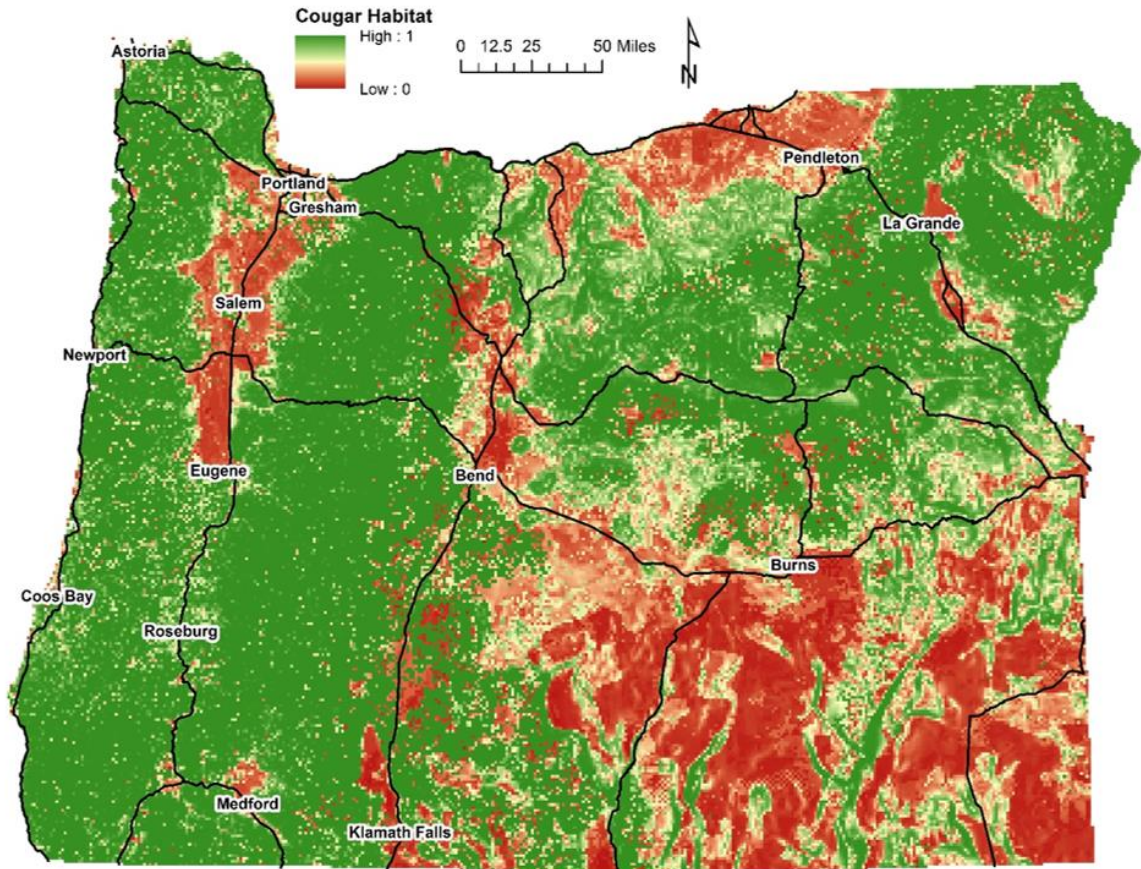 Cougar Habitat
High : 1
Low : 0
0 12.5 25 50 Miles
N
Astoria
Portland
Gresham
Pendleton
La Grande
Salem
Newport
Eugene
Bend
Burns
Coos Bay
Roseburg
Medford
Klamath Falls